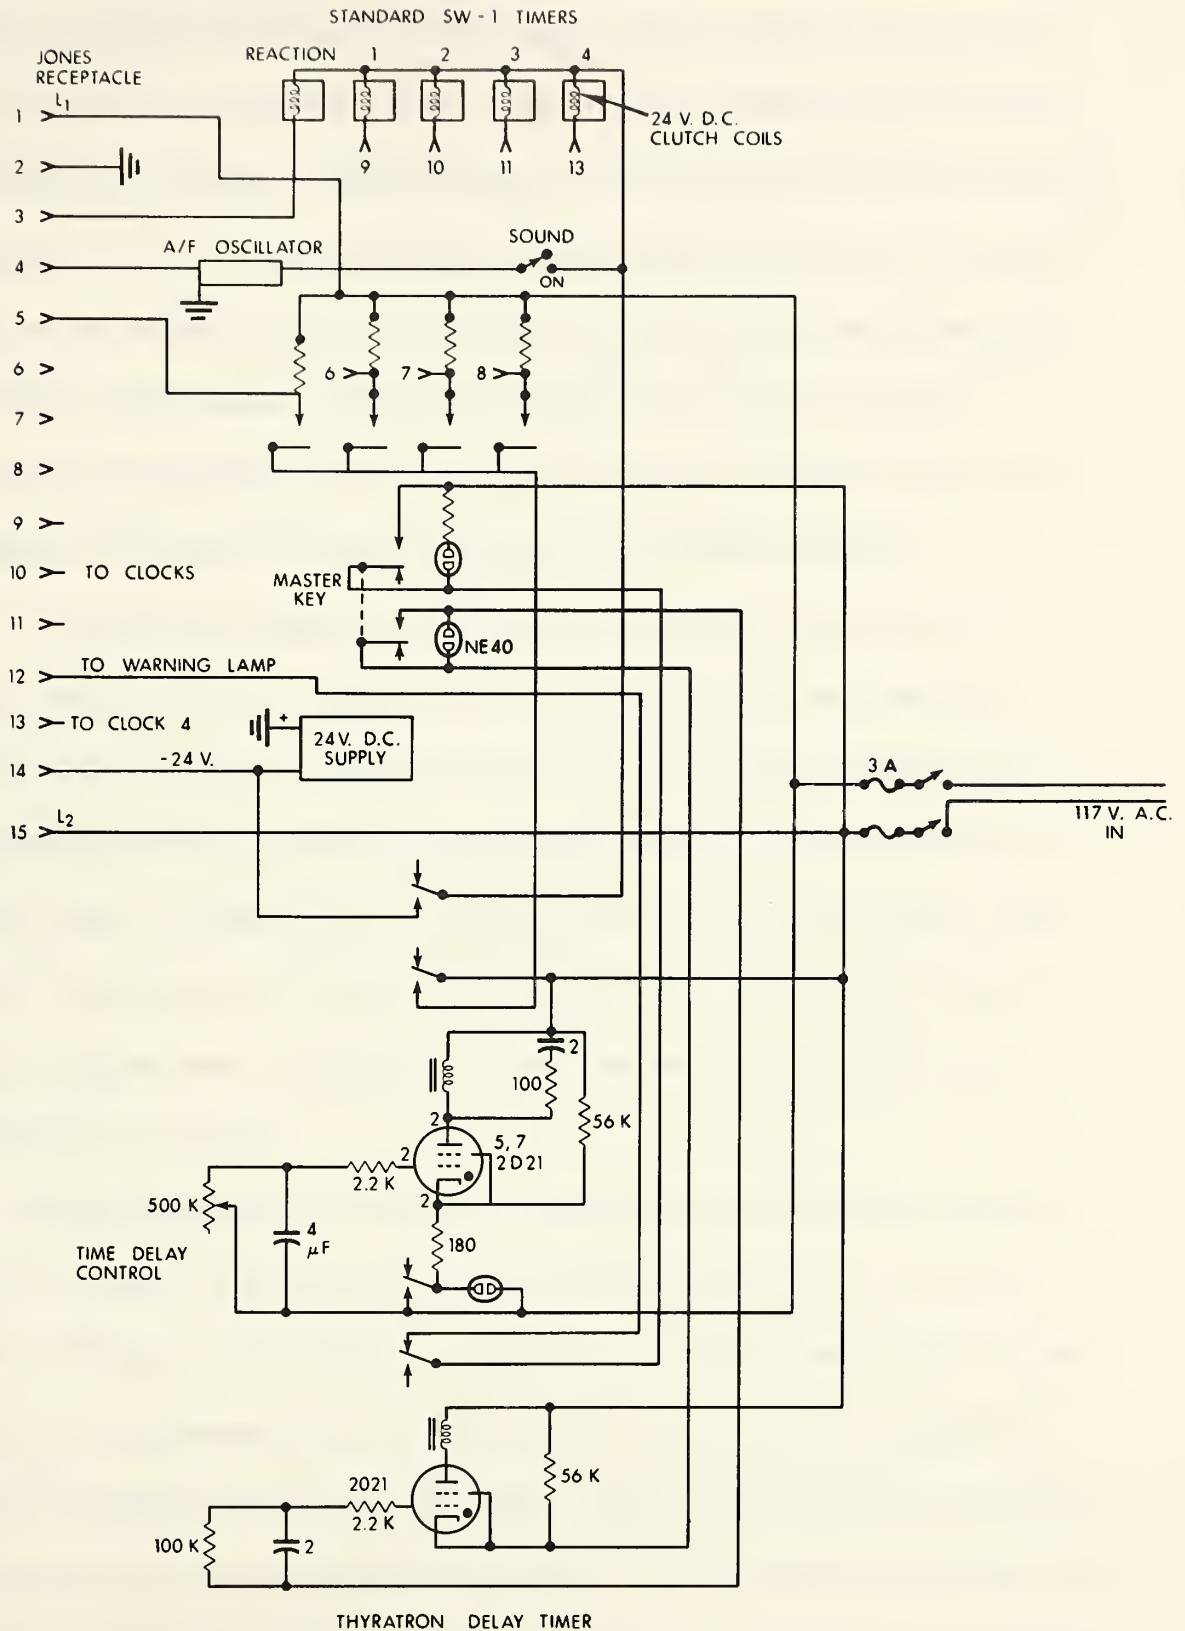 STANDARD SW-1 TIMERS
JONES
RECEPTACLE
REACTION 1 2 3 4
1 L1
24 V. D.C.
CLUTCH COILS
9 10 11 13
2
3
A/F OSCILLATOR
SOUND
4
ON
5
6
6 7 8
7
8
9
10 TO CLOCKS
MASTER
KEY
11
NE40
12 TO WARNING LAMP
13 TO CLOCK 4
+
24V. D.C.
SUPPLY
-24 V.
14
3 A
15 L2
117 V. A.C.
IN
2
100
56 K
2
5, 7
2D21
2
2.2 K
2
500 K
4
µF
180
TIME DELAY
CONTROL
2021
2.2 K
56 K
100 K
2
THYRATRON DELAY TIMER